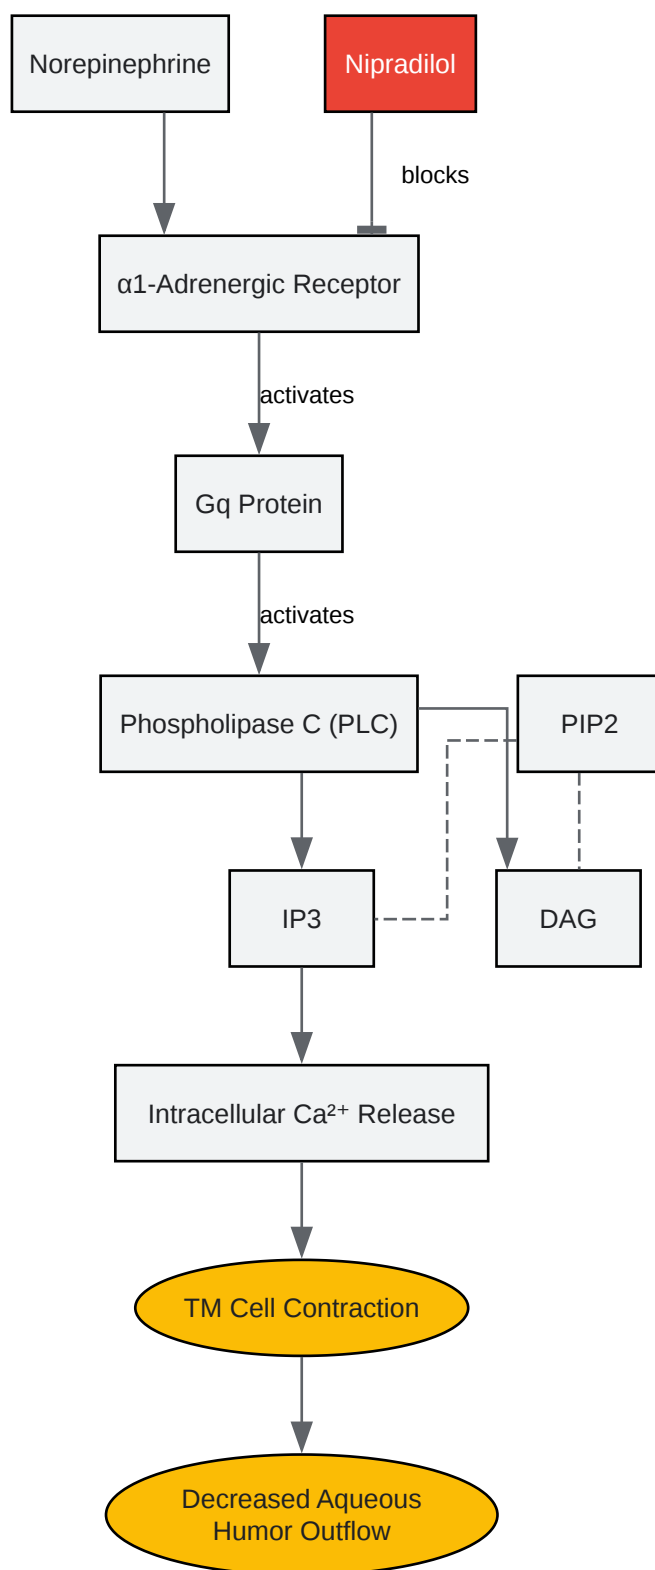 Norepinephrine
Nipradilol
blocks
α1-Adrenergic Receptor
activates
Gq Protein
activates
Phospholipase C (PLC)
PIP2
IP3
DAG
Intracellular Ca²⁺ Release
TM Cell Contraction
Decreased Aqueous
Humor Outflow